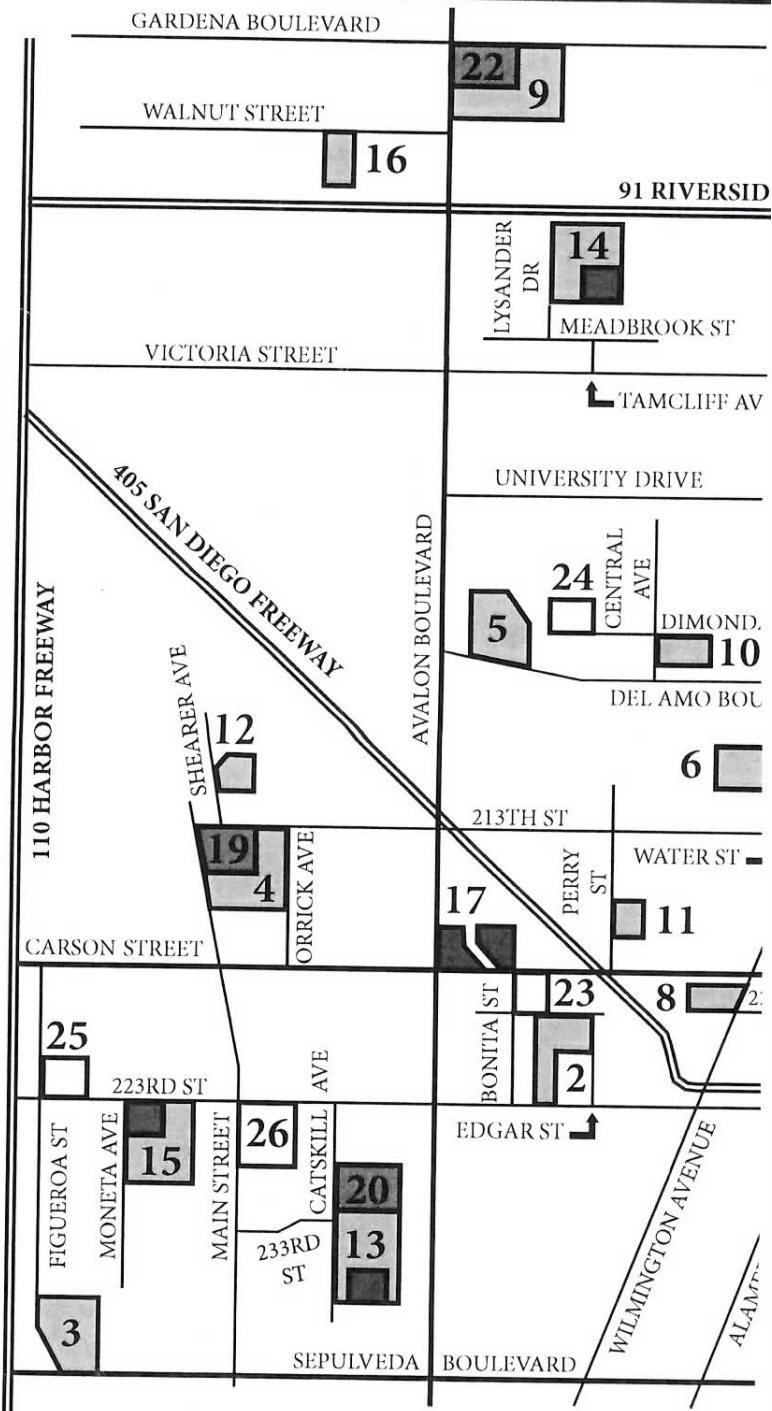 GARDENA BOULEVARD
22
9
WALNUT STREET
16
91 RIVERSID
LYSANDER
DR
14
MEADBROOK ST
VICTORIA STREET
TAMCLIFF AV
405 SAN DIEGO FREEWAY
UNIVERSITY DRIVE
AVALON BOULEVARD
110 HARBOR FREEWAY
5
24
CENTRAL
AVE
DIMOND
10
DEL AMO BOU
SHEARER AVE
12
6
213TH ST
19
4
ORRICK AVE
WATER ST
PERRY
ST
17
11
CARSON STREET
BONITA ST
23
8
2
25
223RD ST
AVE
CATSKILL
EDGAR ST
FIGUEROA ST
MONETA AVE
15
MAIN STREET
26
20
233RD
ST
13
WILMINGTON AVENUE
3
SEPULVEDA BOULEVARD